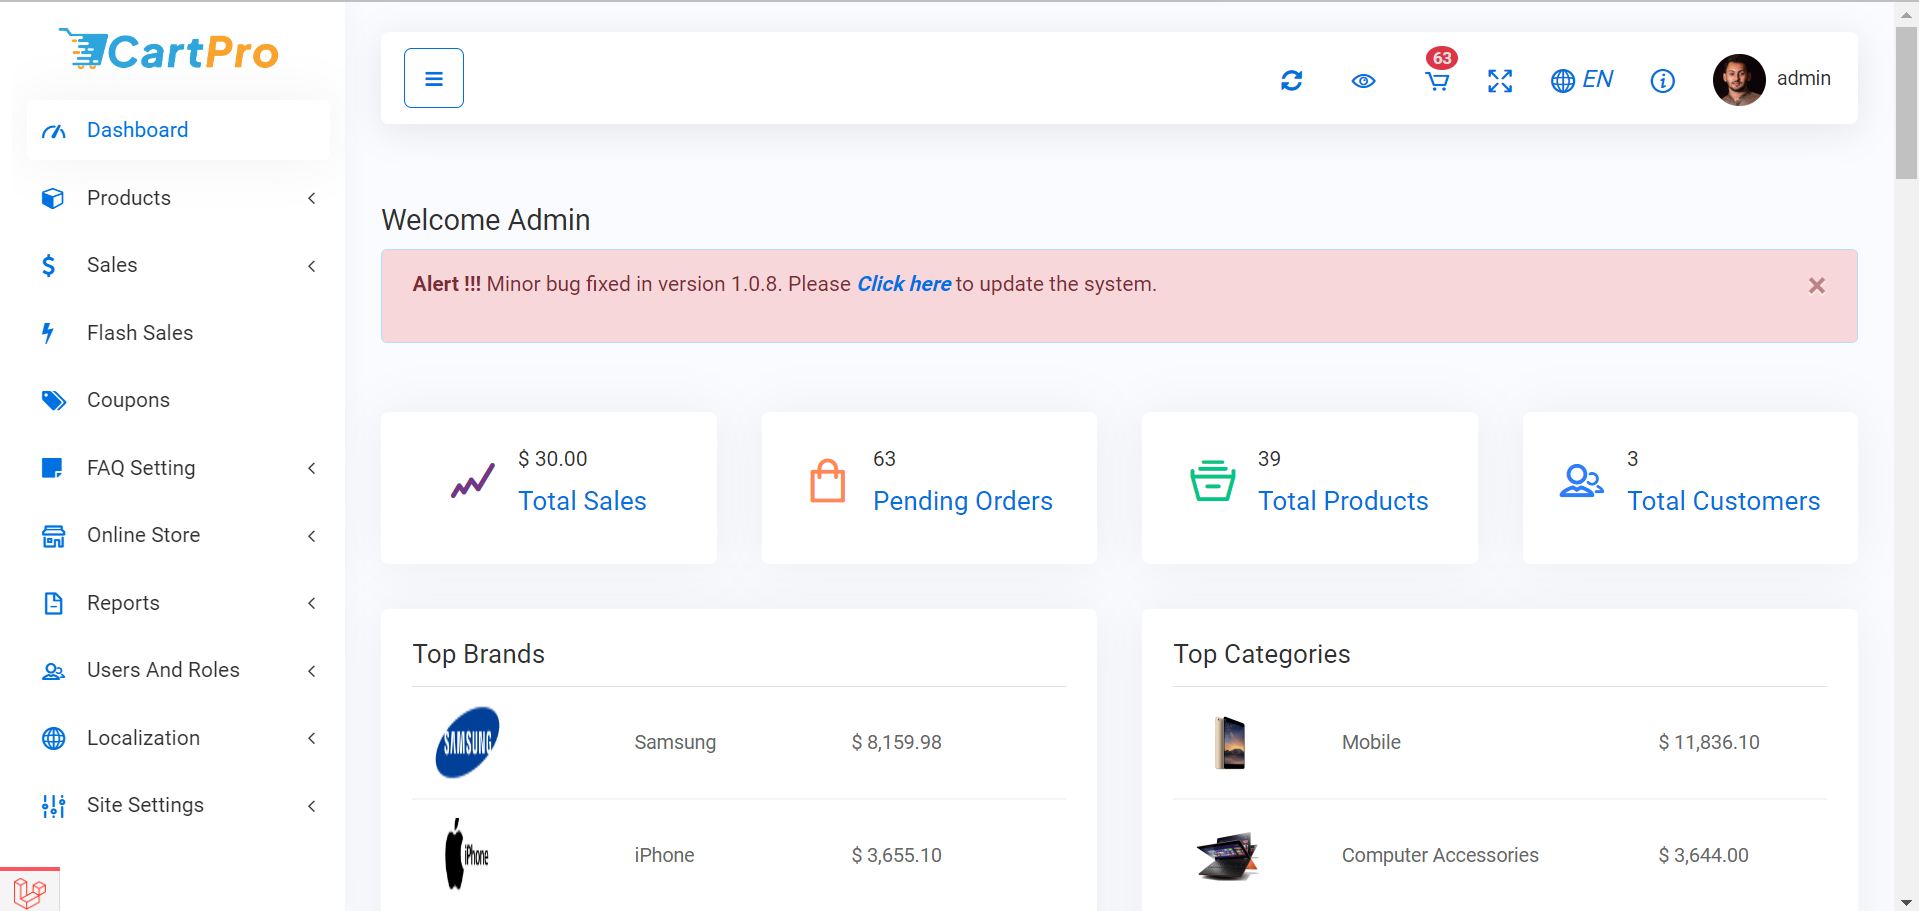 CartPro
Dashboard
Products
Sales
Flash Sales
Coupons
FAQ Setting
Online Store
Reports
Users And Roles
Localization
Site Settings
63
EN
admin
Welcome Admin
Alert !!! Minor bug fixed in version 1.0.8. Please Click here to update the system.
×
$ 30.00
Total Sales
63
Pending Orders
39
Total Products
3
Total Customers
Top Brands
SAMSUNG
Samsung
$ 8,159.98
iPhone
iPhone
$ 3,655.10
Top Categories
Mobile
$ 11,836.10
Computer Accessories
$ 3,644.00